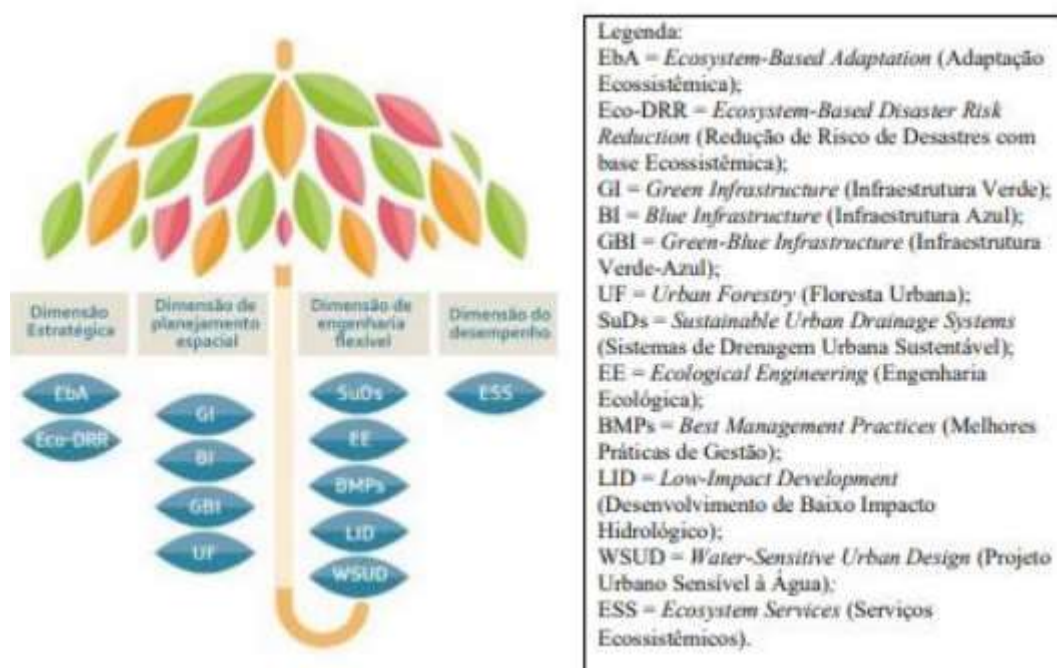 Dimensão
Estratégica
EbA
Eco-DRR
Dimensão de
planejamento
espacial
GI
BI
GBI
UF
Dimensão de
engenharia
flexível
SuDs
EE
BMPs
LID
WSUD
Dimensão do
desempenho
ESS
Legenda:
EbA = Ecosystem-Based Adaptation (Adaptação
Ecossistêmica);
Eco-DRR = Ecosystem-Based Disaster Risk
Reduction (Redução de Risco de Desastres com
base Ecossistêmica);
GI = Green Infrastructure (Infraestrutura Verde);
BI = Blue Infrastructure (Infraestrutura Azul);
GBI = Green-Blue Infrastructure (Infraestrutura
Verde-Azul);
UF = Urban Forestry (Floresta Urbana);
SuDs = Sustainable Urban Drainage Systems
(Sistemas de Drenagem Urbana Sustentável);
EE = Ecological Engineering (Engenharia
Ecológica);
BMPs = Best Management Practices (Melhores
Práticas de Gestão);
LID = Low-Impact Development
(Desenvolvimento de Baixo Impacto
Hidrológico);
WSUD = Water-Sensitive Urban Design (Projeto
Urbano Sensível à Água);
ESS = Ecosystem Services (Serviços
Ecossistêmicos).